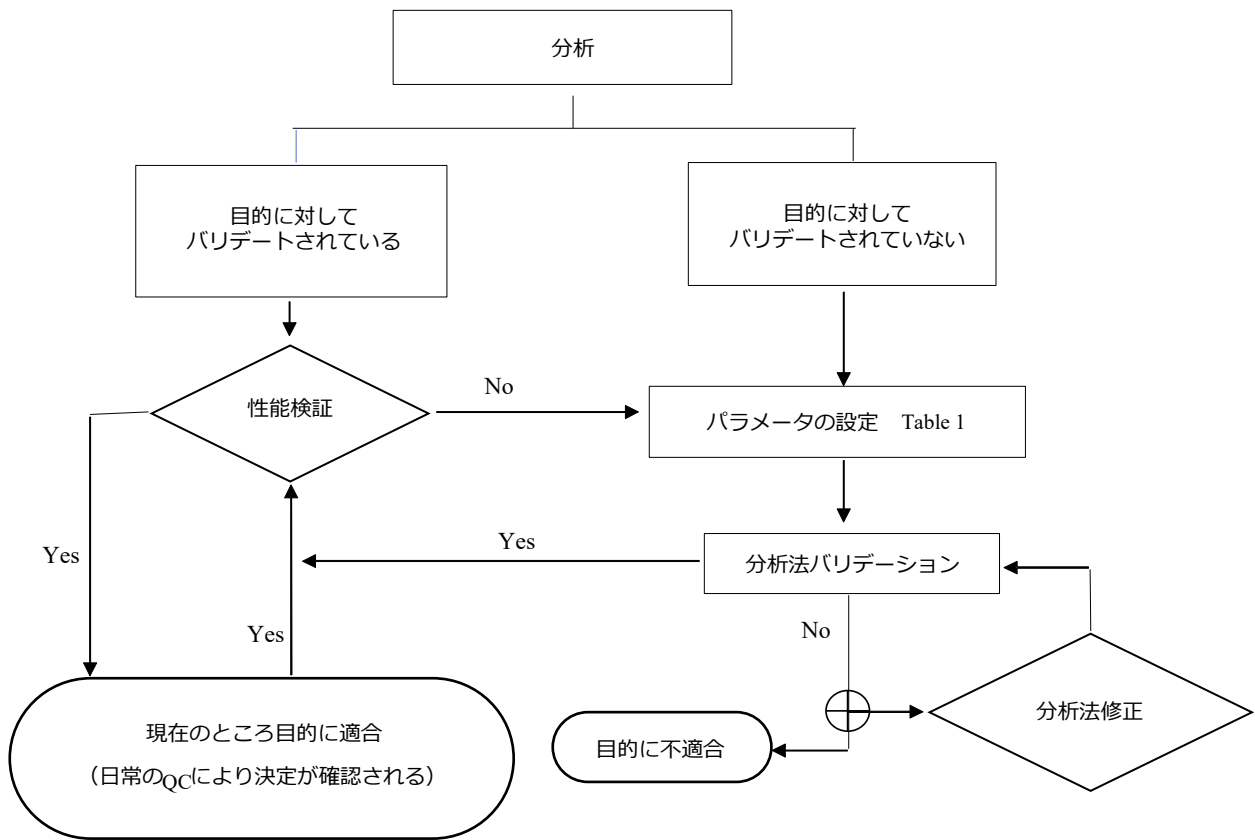 分析
目的に対して
バリデートされている
目的に対して
バリデートされていない
性能検証
No
パラメータの設定　Table 1
Yes
Yes
分析法バリデーション
Yes
No
現在のところ目的に適合
（日常のQCにより決定が確認される）
目的に不適合
分析法修正